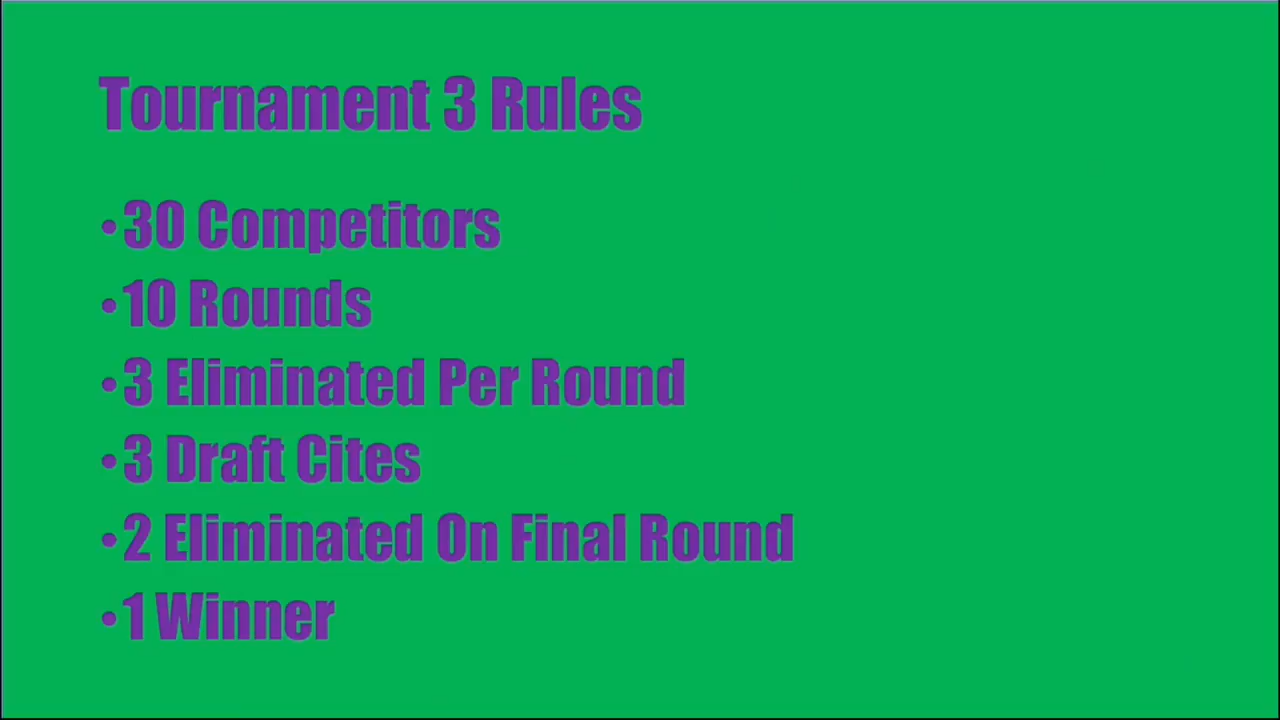 Tournament 3 Rules
•30 Competitors
•10 Rounds
•3 Eliminated Per Round
•3 Draft Cites
•2 Eliminated On Final Round
•1 Winner